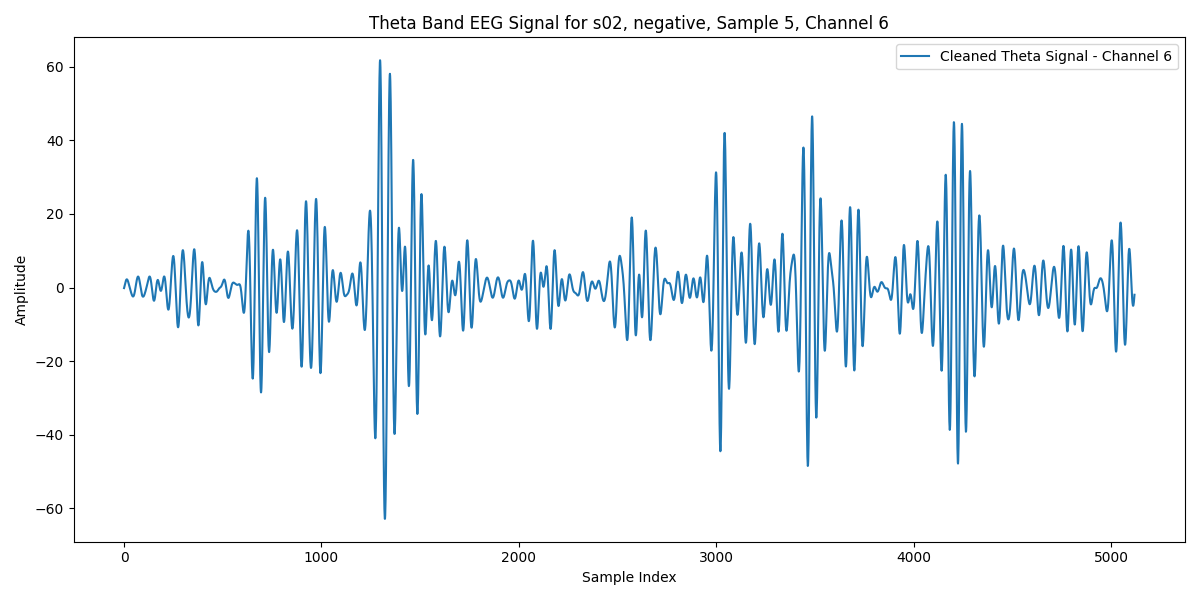 Theta Band EEG Signal for s02, negative, Sample 5, Channel 6
Cleaned Theta Signal - Channel 6
60
40
20
0
−20
−40
−60
Amplitude
0 1000 2000 3000 4000 5000
Sample Index